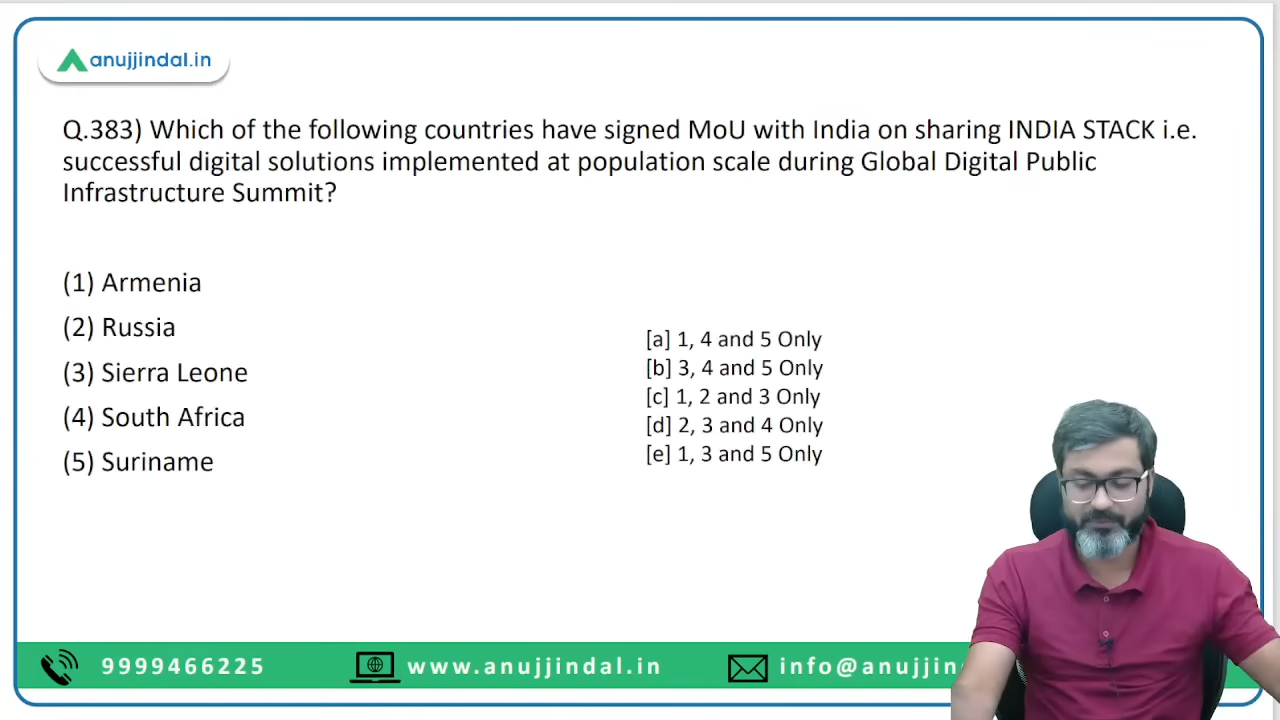 anujjindal.in
Q.383) Which of the following countries have signed MoU with India on sharing INDIA STACK i.e.
successful digital solutions implemented at population scale during Global Digital Public
Infrastructure Summit?
(1) Armenia
(2) Russia
(3) Sierra Leone
(4) South Africa
(5) Suriname
[a] 1, 4 and 5 Only
[b] 3, 4 and 5 Only
[c] 1, 2 and 3 Only
[d] 2, 3 and 4 Only
[e] 1, 3 and 5 Only
9999466225
www.anujjindal.in
info@anujjin